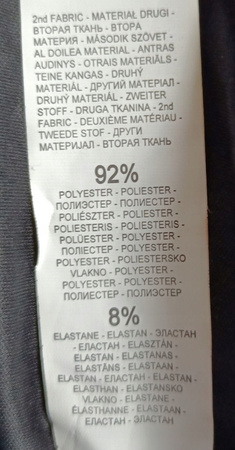 2nd FABRIC - MATERIAŁ DRUGI -
ВТОРАЯ ТКАНЬ - ВТОРА
МАТЕРИЯ - MÁSODIK SZÖVET -
AL DOILEA MATERIAL - ANTRAS
AUDINYS - OTRAIS MATERIĀLS -
TEINE KANGAS - DRUHÝ
MATERIÁL - ДРУГИЙ МАТЕРІАЛ -
DRUHÝ MATERIÁL - ZWEITER
STOFF - DRUGA TKANINA - 2nd
FABRIC - DEUXIÈME MATÉRIAU -
TWEEDE STOF - ДРУГИ
МАТЕРИЈАЛ - ВТОРАЯ ТКАНЬ
92%
POLYESTER - POLIESTER -
ПОЛИЭСТЕР - ПОЛИЕСТЕР -
POLIÉSZTER - POLIESTER -
POLIESTERIS - POLIESTERIS -
POLÜESTER - POLYESTER -
ПОЛІЕСТЕР - POLYESTER -
POLYESTER - POLIESTERSKO
VLAKNO - POLYESTER -
POLYESTER - POLYESTER -
ПОЛИЕСТЕР - ПОЛИЭСТЕР
8%
ELASTANE - ELASTAN - ЭЛАСТАН
- ЕЛАСТАН - ELASZTÁN -
ELASTAN - ELASTANAS -
ELASTĀNS - ELASTAAN -
ELASTAN - ЕЛАСТАН - ELASTAN -
ELASTHAN - ELASTANSKO
VLAKNO - ELASTANE -
ÉLASTHANNE - ELASTAAN -
ЕЛАСТАН - ЭЛАСТАН